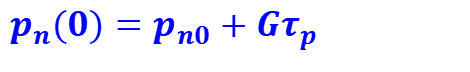 pₙ(0) = pₙ₀ + Gτₚ